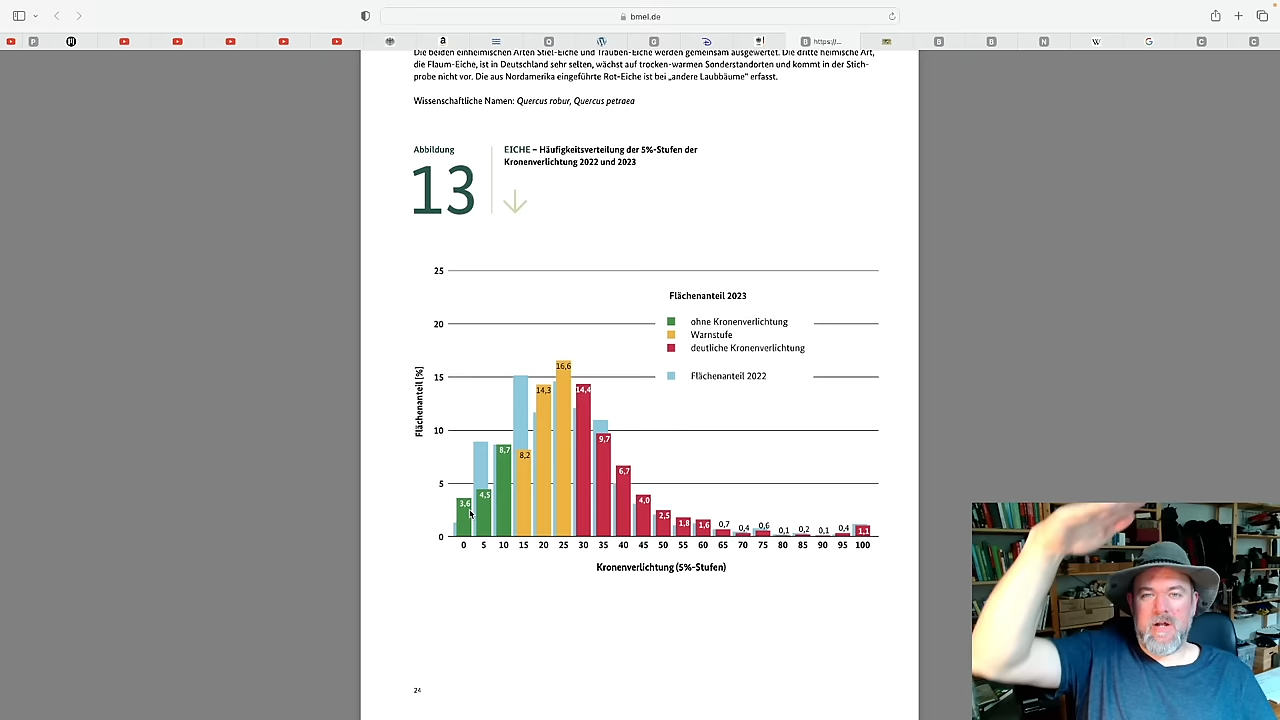 bmel.de
https://...
Die beiden einheimischen Arten Stiel-Eiche und Trauben-Eiche werden gemeinsam ausgewertet. Die dritte heimische Art,
die Flaum-Eiche, ist in Deutschland sehr selten, wächst auf trocken-warmen Sonderstandorten und kommt in der Stich-
probe nicht vor. Die aus Nordamerika eingeführte Rot-Eiche ist bei „andere Laubbäume“ erfasst.
Wissenschaftliche Namen: Quercus robur, Quercus petraea
Abbildung
13
EICHE – Häufigkeitsverteilung der 5%-Stufen der
Kronenverlichtung 2022 und 2023
25
Flächenanteil 2023
20
ohne Kronenverlichtung
Warnstufe
deutliche Kronenverlichtung
15
Flächenanteil 2022
10
5
0
Flächenanteil [%]
3,6 4,5 8,7 8,2 14,3 16,6 14,4 9,7 6,7 4,0 2,5 1,8 1,6 0,7 0,4 0,6 0,1 0,2 0,1 0,4 1,1
0 5 10 15 20 25 30 35 40 45 50 55 60 65 70 75 80 85 90 95 100
Kronenverlichtung (5%-Stufen)
24